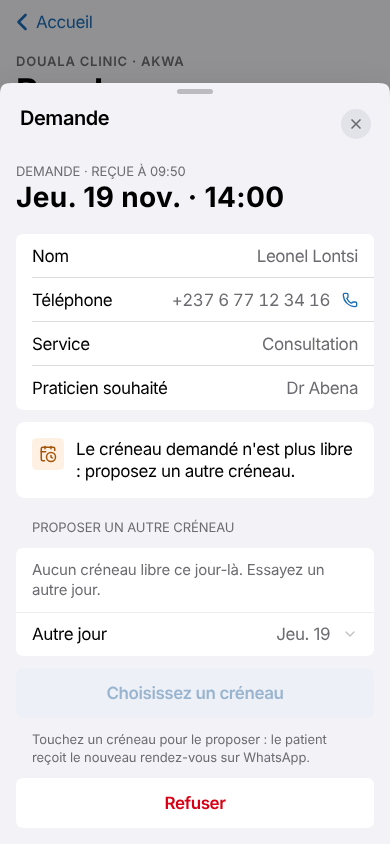 Accueil
DOUALA CLINIC · AKWA
Demande
DEMANDE · REÇUE À 09:50
Jeu. 19 nov. · 14:00
Nom Leonel Lontsi
Téléphone +237 6 77 12 34 16
Service Consultation
Praticien souhaité Dr Abena
Le créneau demandé n'est plus libre
: proposez un autre créneau.
PROPOSER UN AUTRE CRÉNEAU
Aucun créneau libre ce jour-là. Essayez un
autre jour.
Autre jour Jeu. 19
Choisissez un créneau
Touchez un créneau pour le proposer : le patient
reçoit le nouveau rendez-vous sur WhatsApp.
Refuser